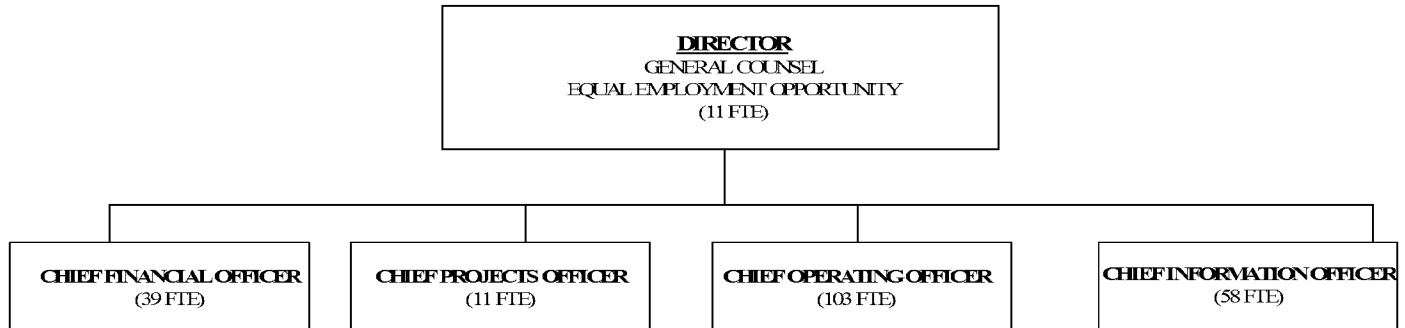 DIRECTOR
GENERAL COUNSEL
EQUAL EMPLOYMENT OPPORTUNITY
(11 FTE)
CHIEF FINANCIAL OFFICER
(39 FTE)
CHIEF PROJECTS OFFICER
(11 FTE)
CHIEF OPERATING OFFICER
(103 FTE)
CHIEF INFORMATION OFFICER
(58 FTE)